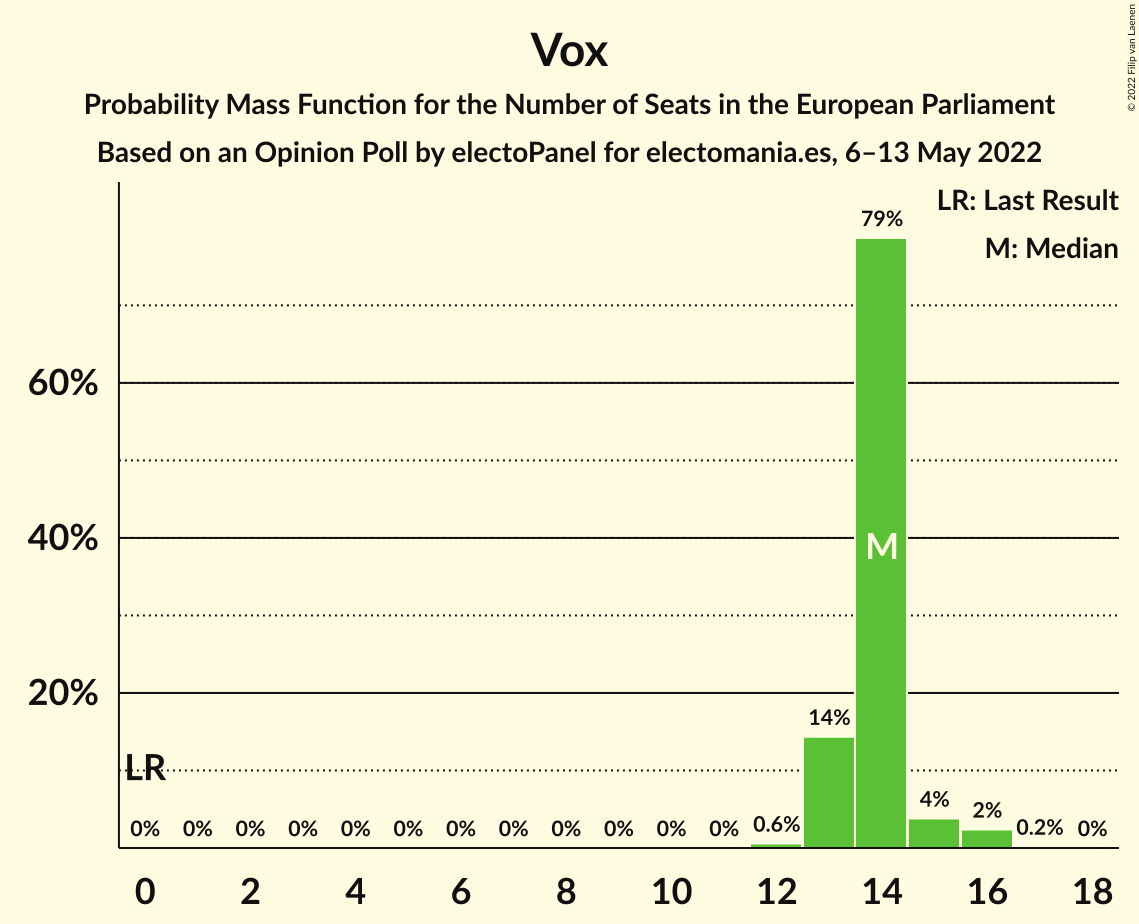 Vox
Probability Mass Function for the Number of Seats in the European Parliament
Based on an Opinion Poll by electoPanel for electomania.es, 6–13 May 2022
© 2022 Filip van Laenen
LR: Last Result
M: Median
79%
60%
40%
M
20%
14%
LR
4%
2%
0% 0% 0% 0% 0% 0% 0% 0% 0% 0% 0% 0% 0.6% 0.2% 0%
0 2 4 6 8 10 12 14 16 18